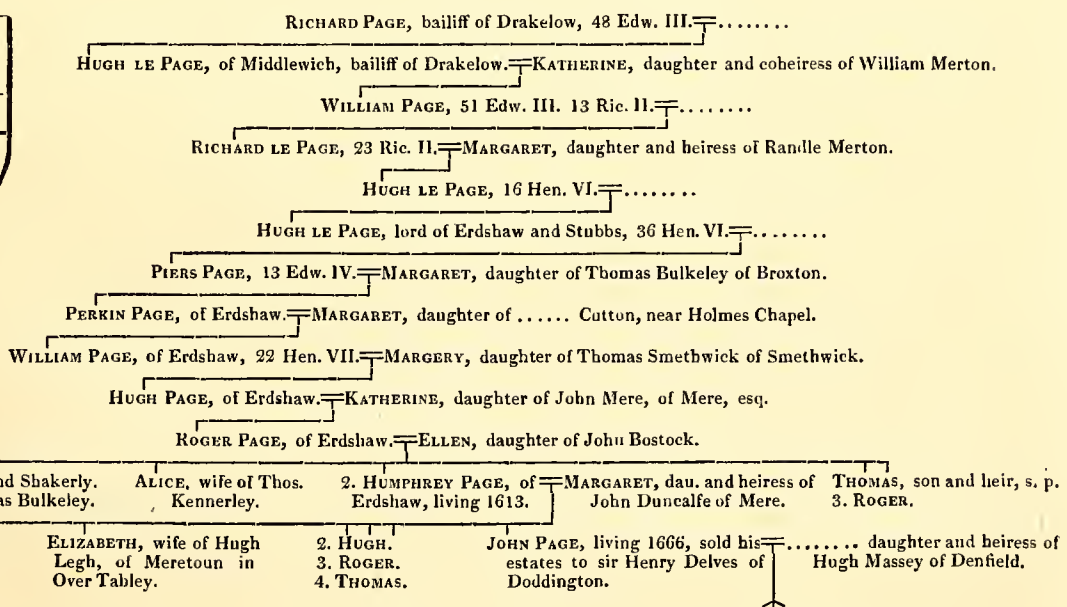 RICHARD PAGE, bailiff of Drakelow, 48 Edw. III.=........
HUGH LE PAGE, of Middlewich, bailiff of Drakelow.=KATHERINE, daughter and coheiress of William Merton.
WILLIAM PAGE, 51 Edw. III. 13 Ric. II.=........
RICHARD LE PAGE, 23 Ric. II.=MARGARET, daughter and heiress of Randle Merton.
HUGH LE PAGE, 16 Hen. VI.=........
HUGH LE PAGE, lord of Erdshaw and Stubbs, 36 Hen. VI.=........
PIERS PAGE, 13 Edw. IV.=MARGARET, daughter of Thomas Bulkeley of Broxton.
PERKIN PAGE, of Erdshaw.=MARGARET, daughter of ...... Cutton, near Holmes Chapel.
WILLIAM PAGE, of Erdshaw, 22 Hen. VII.=MARGERY, daughter of Thomas Smethwick of Smethwick.
HUGH PAGE, of Erdshaw.=KATHERINE, daughter of John Mere, of Mere, esq.
ROGER PAGE, of Erdshaw.=ELLEN, daughter of John Bostock.
nd Shakerly.
as Bulkeley.
ALICE, wife of Thos.
Kennerley.
2. HUMPHREY PAGE, of
Erdshaw, living 1613.
=MARGARET, dau. and heiress of
John Duncalfe of Mere.
THOMAS, son and heir, s. p.
3. ROGER.
ELIZABETH, wife of Hugh
Legh, of Meretoun in
Over Tabley.
2. HUGH.
3. ROGER.
4. THOMAS.
JOHN PAGE, living 1666, sold his
estates to sir Henry Delves of
Doddington.
=........ daughter and heiress of
Hugh Massey of Denfield.